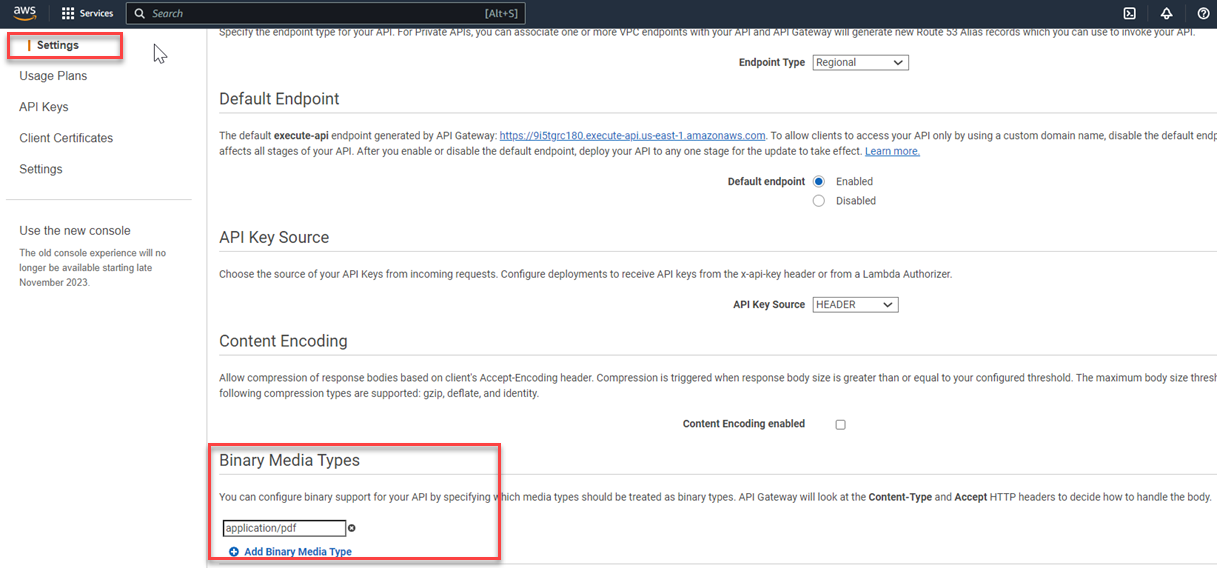 aws
Services
Search
[Alt+S]
Settings
Usage Plans
API Keys
Client Certificates
Settings
Use the new console
The old console experience will no
longer be available starting late
November 2023.
Specify the endpoint type for your API. For Private APIs, you can associate one or more VPC endpoints with your API and API Gateway will generate new Route 53 Alias records which you can use to invoke your API.
Endpoint Type Regional
Default Endpoint
The default execute-api endpoint generated by API Gateway: https://9i5tgrc180.execute-api.us-east-1.amazonaws.com. To allow clients to access your API only by using a custom domain name, disable the default
affects all stages of your API. After you enable or disable the default endpoint, deploy your API to any one stage for the update to take effect. Learn more.
Default endpoint Enabled
Disabled
API Key Source
Choose the source of your API Keys from incoming requests. Configure deployments to receive API keys from the x-api-key header or from a Lambda Authorizer.
API Key Source HEADER
Content Encoding
Allow compression of response bodies based on client's Accept-Encoding header. Compression is triggered when response body size is greater than or equal to your configured threshold. The maximum body size
following compression types are supported: gzip, deflate, and identity.
Content Encoding enabled
Binary Media Types
You can configure binary support for your API by specifying which media types should be treated as binary types. API Gateway will look at the Content-Type and Accept HTTP headers to decide how to handle the body.
application/pdf
Add Binary Media Type